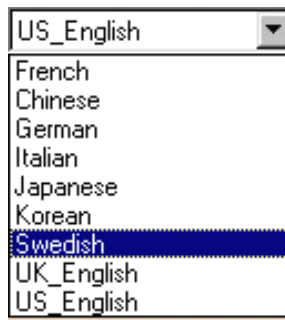 US_English
French
Chinese
German
Italian
Japanese
Korean
Swedish
UK_English
US_English